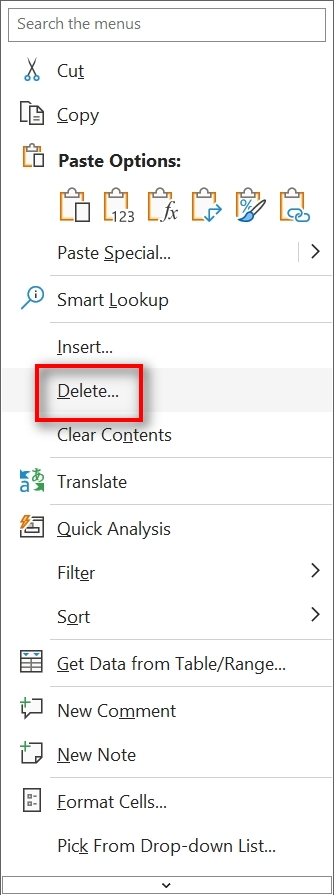 Search the menus
Cut
Copy
Paste Options:
123 fx %
Paste Special...
Smart Lookup
Insert...
Delete...
Clear Contents
a あ
Translate
Quick Analysis
Filter
Sort
Get Data from Table/Range...
New Comment
New Note
Format Cells...
Pick From Drop-down List...